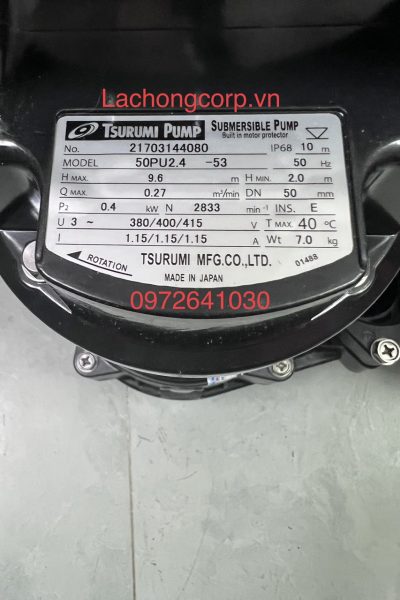 Lachongcorp.vn
TSURUMI PUMP SUBMERSIBLE PUMP
Built in motor protector
No. 21703144080 IP68 10 m
MODEL 50PU2.4 -53 50 Hz
H MAX. 9.6 m H MIN. 2.0 m
Q MAX. 0.27 m³/min DN 50 mm
P2 0.4 kW N 2833 min⁻¹ INS. E
U 3 ~ 380/400/415 V T MAX. 40 °C
I 1.15/1.15/1.15 A Wt 7.0 kg
ROTATION TSURUMI MFG.CO.,LTD. 01488
MADE IN JAPAN
0972641030